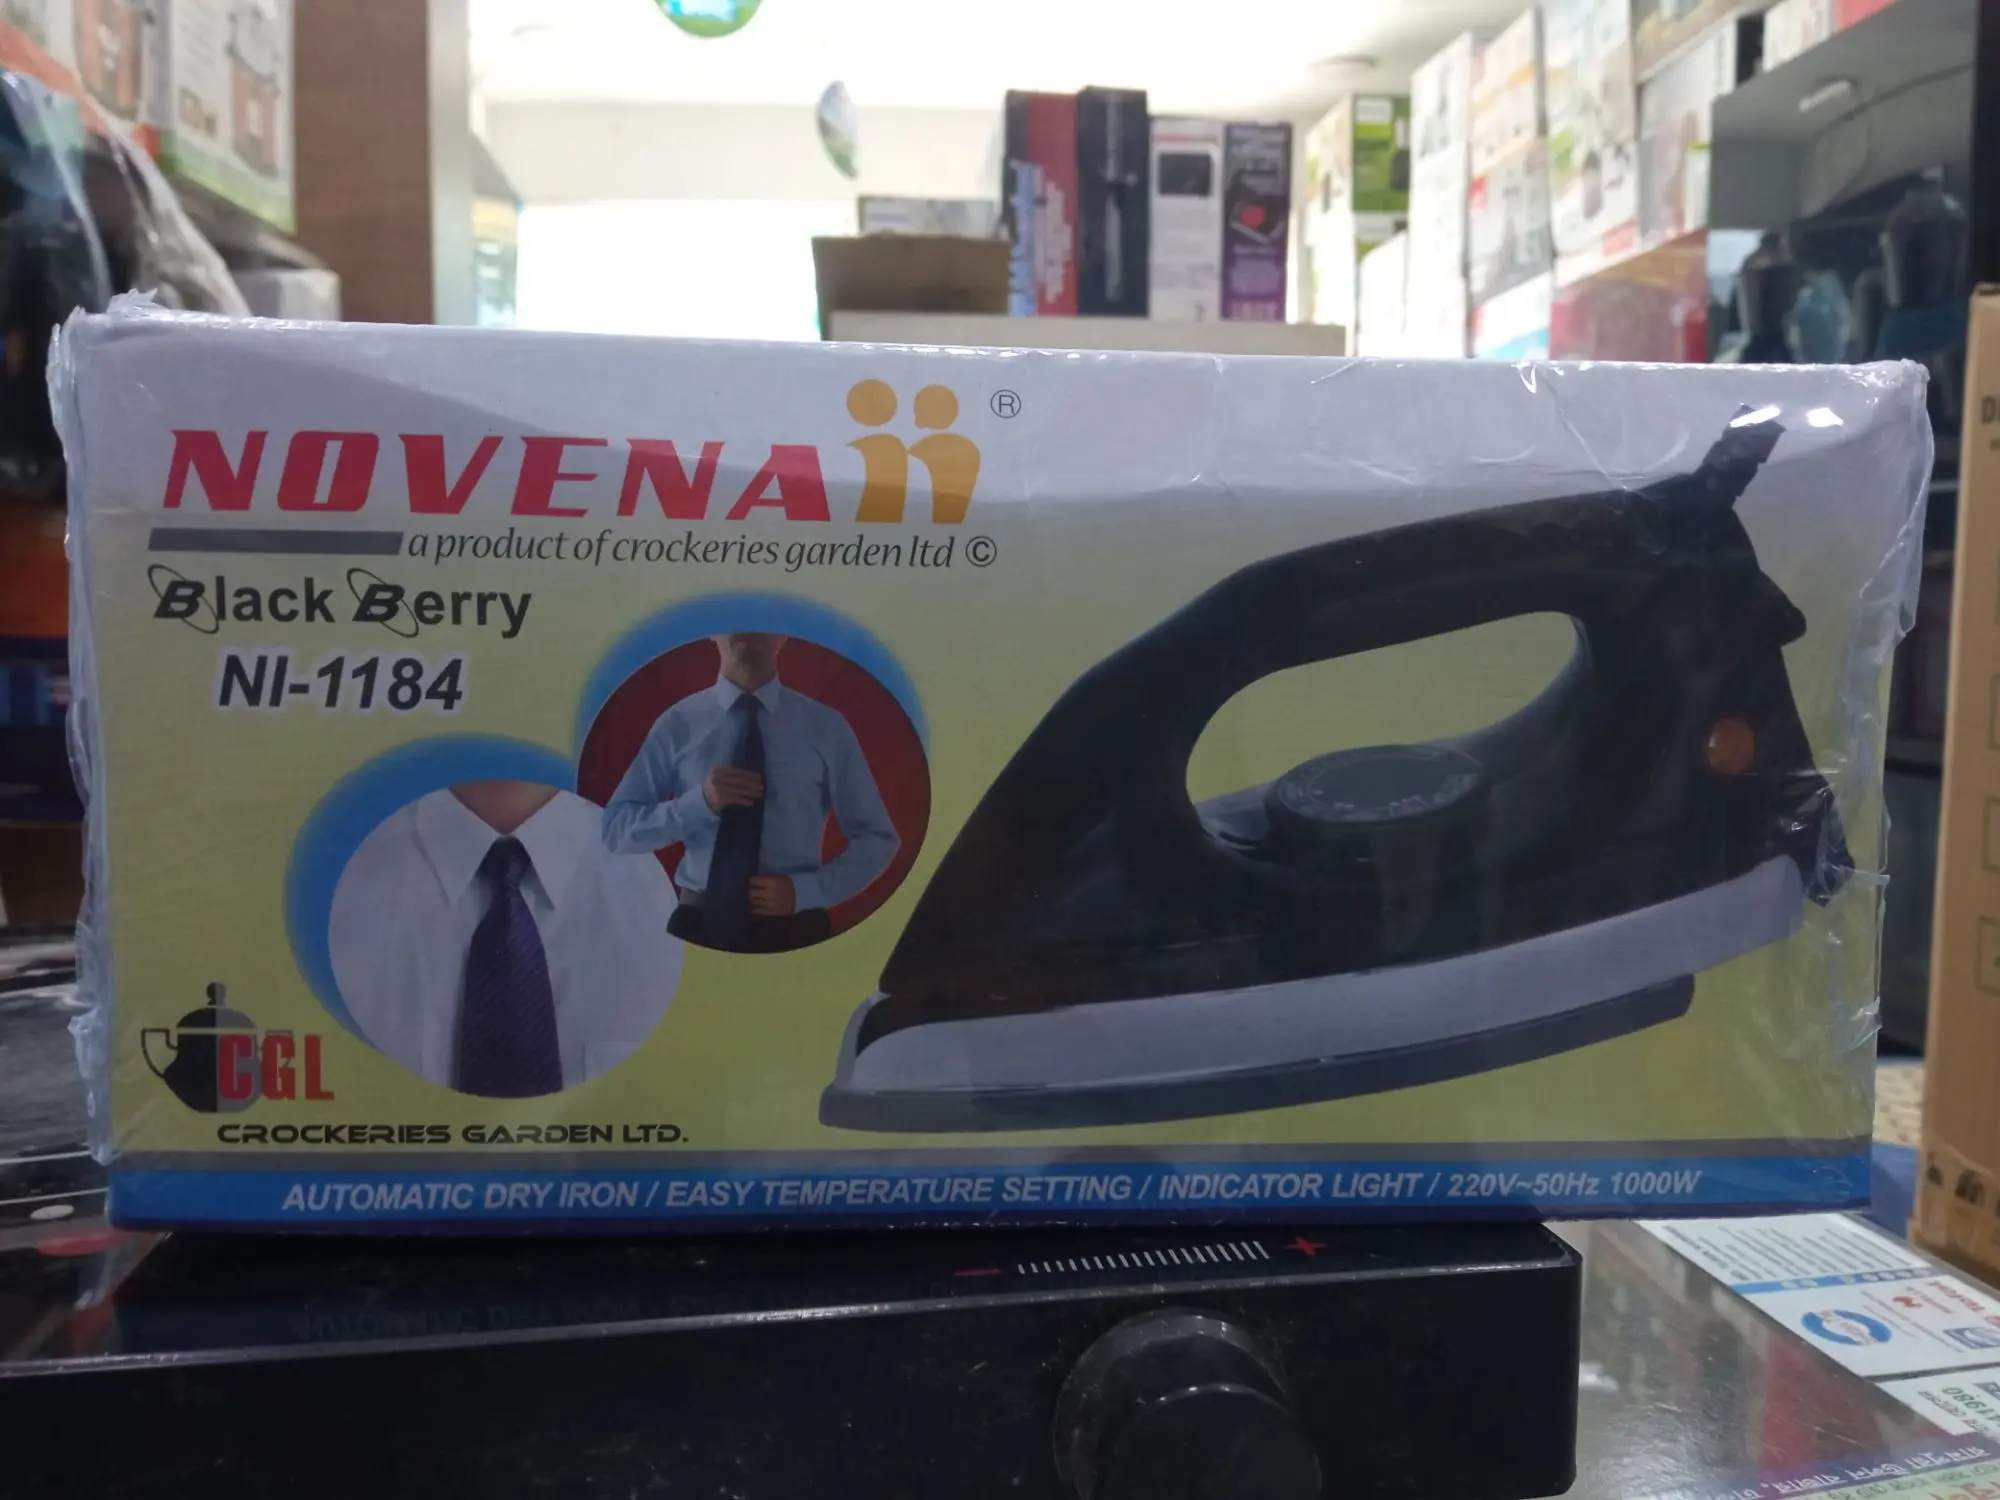 NOVENA ®
a product of crockeries garden ltd ©
Black Berry
NI-1184
CGL
CROCKERIES GARDEN LTD.
AUTOMATIC DRY IRON / EASY TEMPERATURE SETTING / INDICATOR LIGHT / 220V~50Hz 1000W